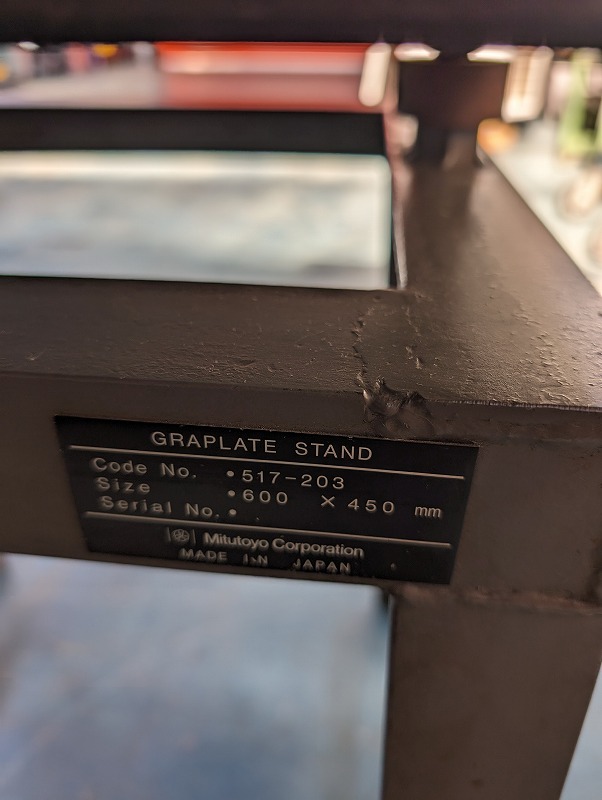 GRAPLATE STAND
Code No. •517-203
Size •600 × 450 mm
Serial No. •
Mitutoyo Corporation
MADE IN JAPAN